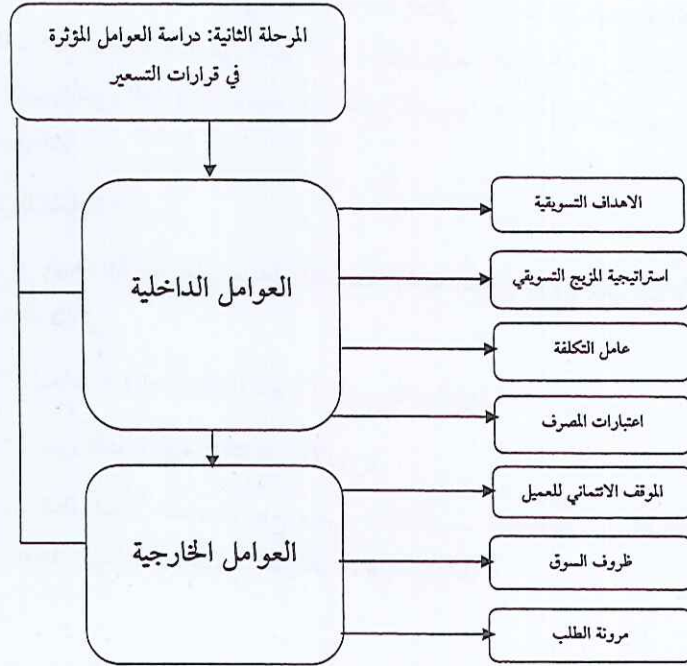 المرحلة الثانية: دراسة العوامل المؤثرة
في قرارات التسعير
العوامل الداخلية
الاهداف التسويقية
استراتيجية المزيج التسويقي
عامل التكلفة
اعتبارات المصرف
العوامل الخارجية
الموقف الائتماني للعميل
ظروف السوق
مرونة الطلب